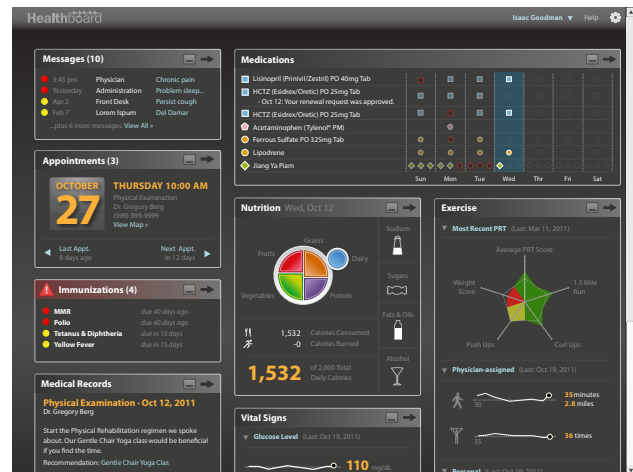 Healthboard
Isaac Goodman ▼ Help
Messages (10)
3:45 pm Physician Chronic pain
Yesterday Administration Problem sleep...
Apr 2 Front Desk Persist cough
Feb 7 Lorem Ispum Del Damar
...plus 6 more messages. View All »
Appointments (3)
OCTOBER
27
THURSDAY 10:00 AM
Physical Examination
Dr. Gregory Berg
(999) 999-9999
View Map »
Last Appt.
8 days ago
Next Appt.
in 12 days
Immunizations (4)
MMR due 40 days ago
Polio due 40 days ago
Tetanus & Diphtheria due in 15 days
Yellow Fever due in 15 days
Medical Records
Physical Examination · Oct 12, 2011
Dr. Gregory Berg
Start the Physical Rehabilitation regimen we spoke
about. Our Gentle Chair Yoga class would be beneficial
if you find the time.
Recommendation: Gentle Chair Yoga Clas
Medications
Lisinopril (Prinivil/Zestril) PO 40mg Tab
HCTZ (Esidrex/Oretic) PO 25mg Tab
- Oct 12: Your renewal request was approved.
HCTZ (Esidrex/Oretic) PO 25mg Tab
Acetaminophen (Tylenol® PM)
Ferrous Sulfate PO 325mg Tab
Lipodrene
Jiang Ya Piam
Sun Mon Tue Wed Thr Fri Sat
Nutrition Wed, Oct 12
Grains
Fruits
Dairy
Vegetables
Protein
1,532 Calories Consumed
-0 Calories Burned
1,532
of 2,000 Total
Daily Calories
Sodium
Sugars
Fats & Oils
Alcohol
Vital Signs
▼ Glucose Level (Last: Oct 19, 2011)
110 mg/dL
Exercise
▼ Most Recent PRT (Last: Mar 11, 2011)
Average PRT Score
Weight
Score
1.5 Mile
Run
Push Ups
Curl Ups
▼ Physician-assigned (Last: Oct 19, 2011)
30
35 minutes
2.8 miles
30
36 times
Personal (Last: Oct 19, 2011)